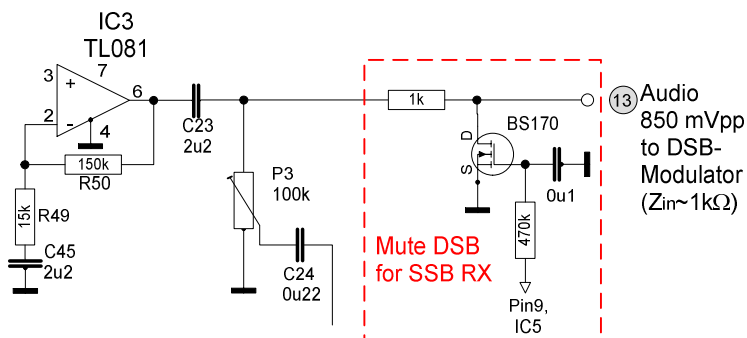 IC3
TL081
3
7
+
6
2
-
4
C23
2u2
150k
R50
15k
R49
C45
2u2
P3
100k
C24
0u22
1k
D
S
BS170
0u1
470k
Pin9,
IC5
Mute DSB
for SSB RX
13
Audio
850 mVpp
to DSB-
Modulator
(Zin~1kΩ)